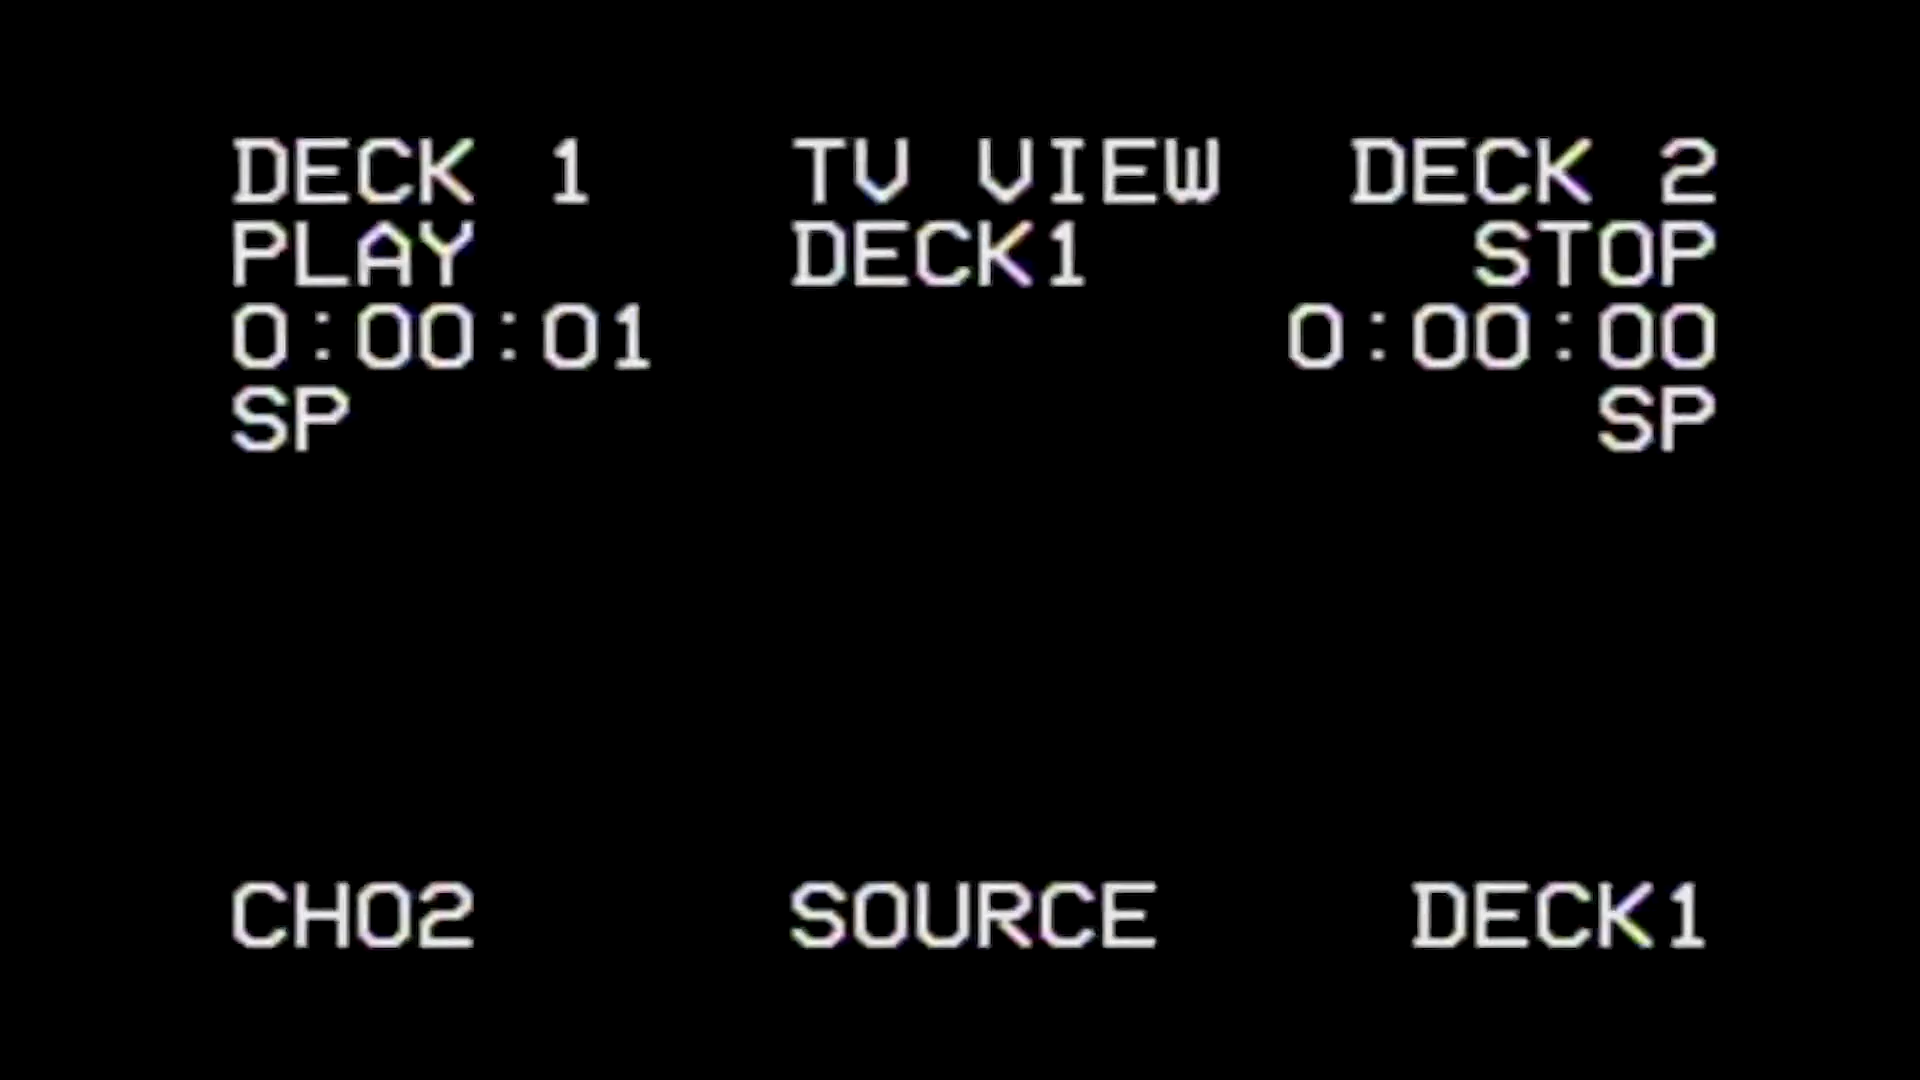 DECK 1 TV VIEW DECK 2
PLAY DECK1 STOP
0:00:01 0:00:00
SP SP
CH02 SOURCE DECK1